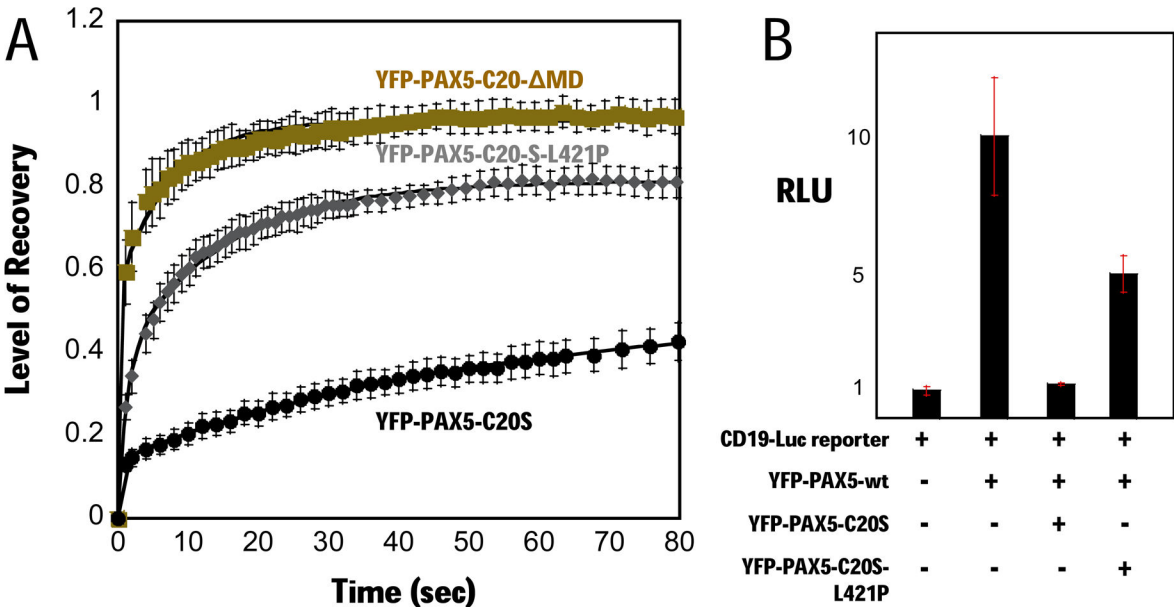 A
Level of Recovery
1.2
1
0.8
0.6
0.4
0.2
0
YFP-PAX5-C20-ΔMD
YFP-PAX5-C20-S-L421P
YFP-PAX5-C20S
0 10 20 30 40 50 60 70 80
Time (sec)
B
RLU
10
5
1
CD19-Luc reporter + + + +
YFP-PAX5-wt - + + +
YFP-PAX5-C20S - - + -
YFP-PAX5-C20S-
L421P - - - +